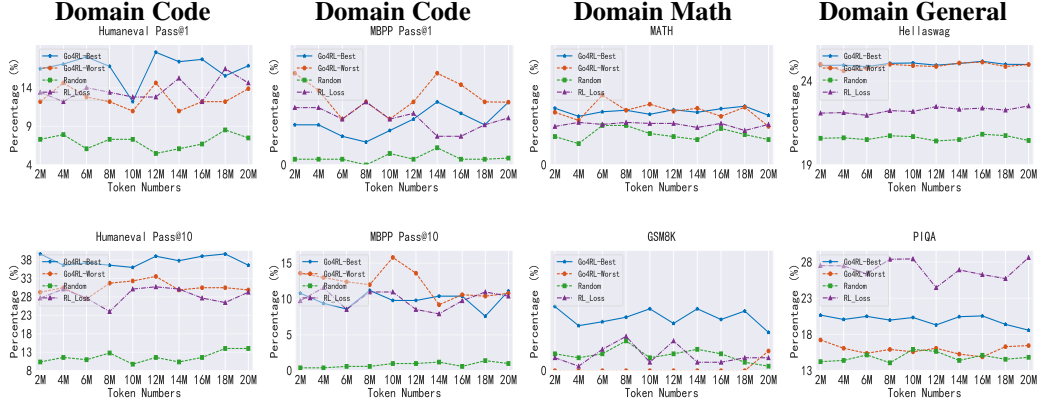 Domain Code
Domain Code
Domain Math
Domain General
Humaneval Pass@1
MBPP Pass@1
MATH
Hellaswag
Percentage (%)
14
9
4
Go4RL-Best
Go4RL-Worst
Random
RL_Loss
2M 4M 6M 8M 10M 12M 14M 16M 18M 20M
Token Numbers
Percentage (%)
0
Go4RL-Best
Go4RL-Worst
Random
RL_Loss
2M 4M 6M 8M 10M 12M 14M 16M 18M 20M
Token Numbers
Percentage (%)
0
Go4RL-Best
Go4RL-Worst
Random
RL_Loss
2M 4M 6M 8M 10M 12M 14M 16M 18M 20M
Token Numbers
Percentage (%)
24
19
Go4RL-Best
Go4RL-Worst
Random
RL_Loss
2M 4M 6M 8M 10M 12M 14M 16M 18M 20M
Token Numbers
Humaneval Pass@10
MBPP Pass@10
GSM8K
PIQA
Percentage (%)
38
33
28
23
18
13
8
Go4RL-Best
Go4RL-Worst
Random
RL_Loss
2M 4M 6M 8M 10M 12M 14M 16M 18M 20M
Token Numbers
Percentage (%)
15
10
5
0
Go4RL-Best
Go4RL-Worst
Random
RL_Loss
2M 4M 6M 8M 10M 12M 14M 16M 18M 20M
Token Numbers
Percentage (%)
0
Go4RL-Best
Go4RL-Worst
Random
RL_Loss
2M 4M 6M 8M 10M 12M 14M 16M 18M 20M
Token Numbers
Percentage (%)
28
23
18
13
Go4RL-Best
Go4RL-Worst
Random
RL_Loss
2M 4M 6M 8M 10M 12M 14M 16M 18M 20M
Token Numbers